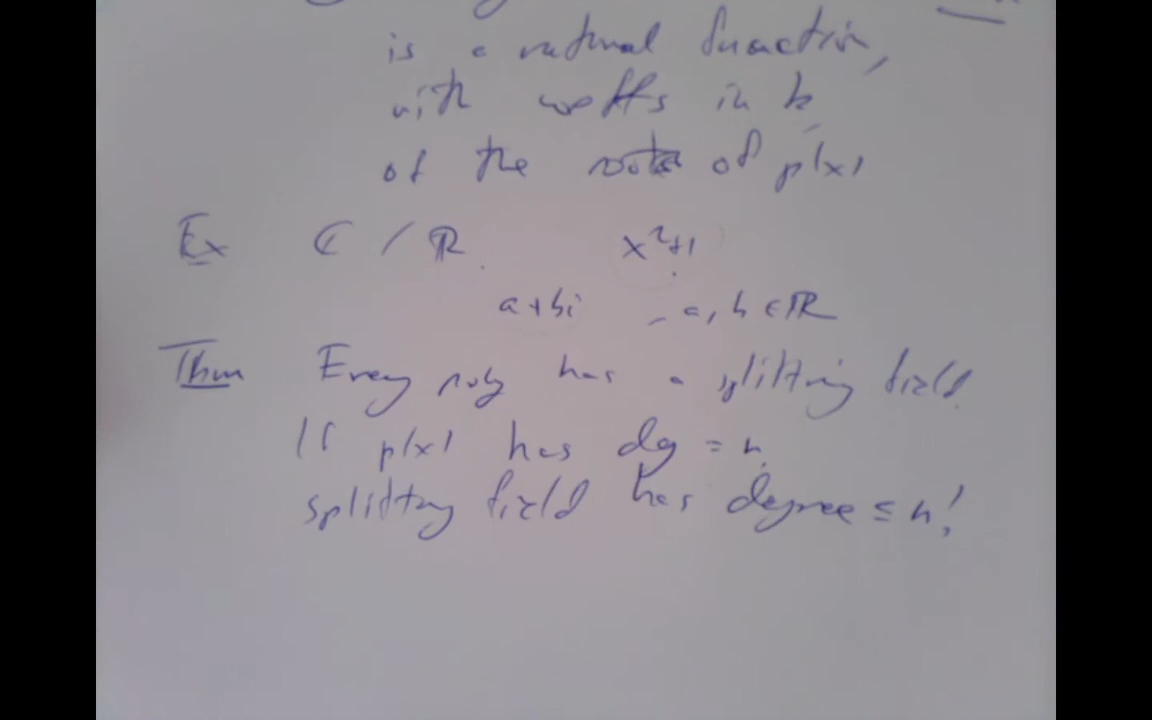 is a rational function,
with coeffs in k
of the roots of p(x)
Ex ℂ / ℝ x²+1
a+bi , a, b ∈ ℝ
Thm Every poly has a splitting field.
If p(x) has deg = n,
splitting field has degree ≤ n!